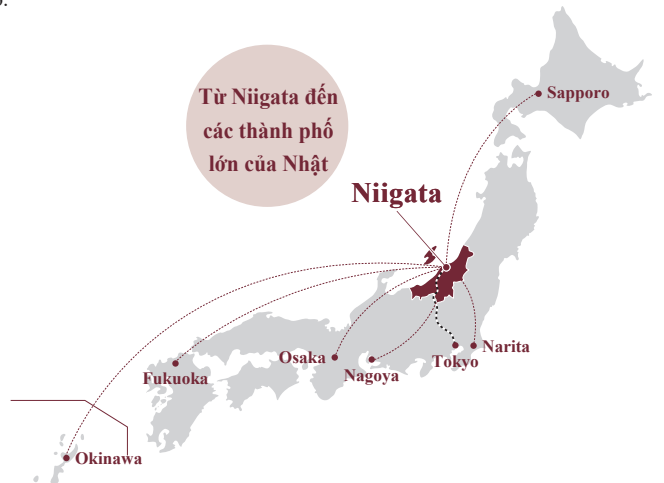 Từ Niigata đến
các thành phố
lớn của Nhật
Sapporo
Niigata
Osaka
Nagoya
Tokyo
Narita
Fukuoka
Okinawa